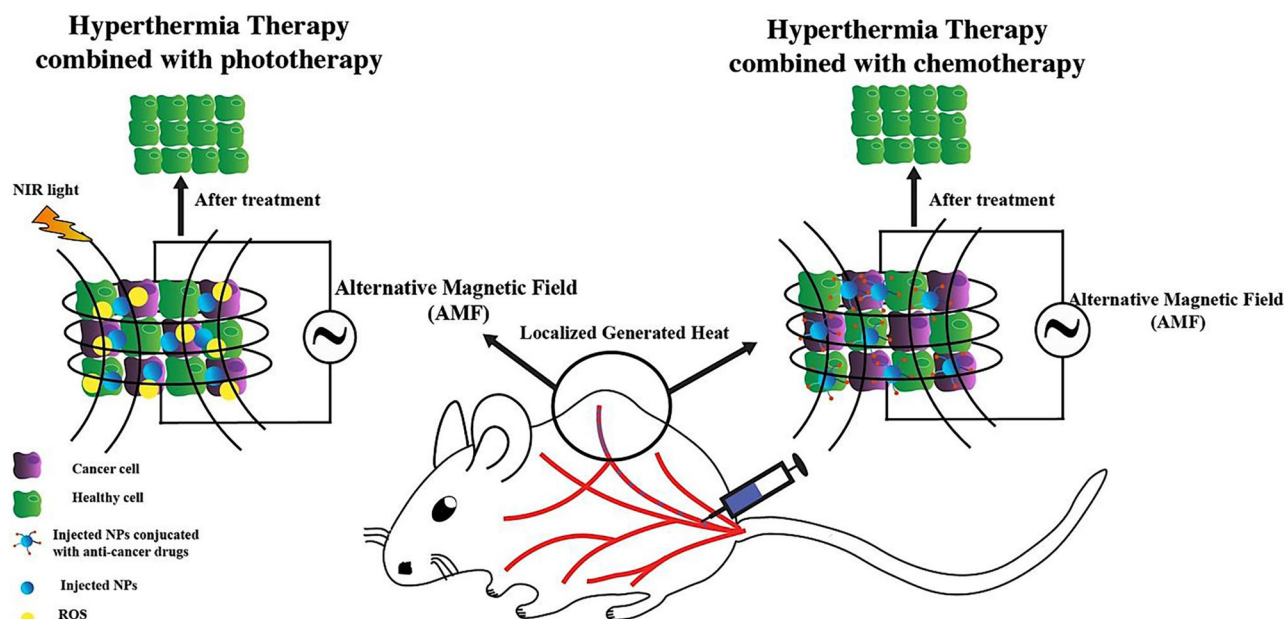 Hyperthermia Therapy
combined with phototherapy
Hyperthermia Therapy
combined with chemotherapy
NIR light
After treatment
After treatment
Alternative Magnetic Field
(AMF)
Localized Generated Heat
Alternative Magnetic Field
(AMF)
Cancer cell
Healthy cell
Injected NPs conjucated
with anti-cancer drugs
Injected NPs
ROS